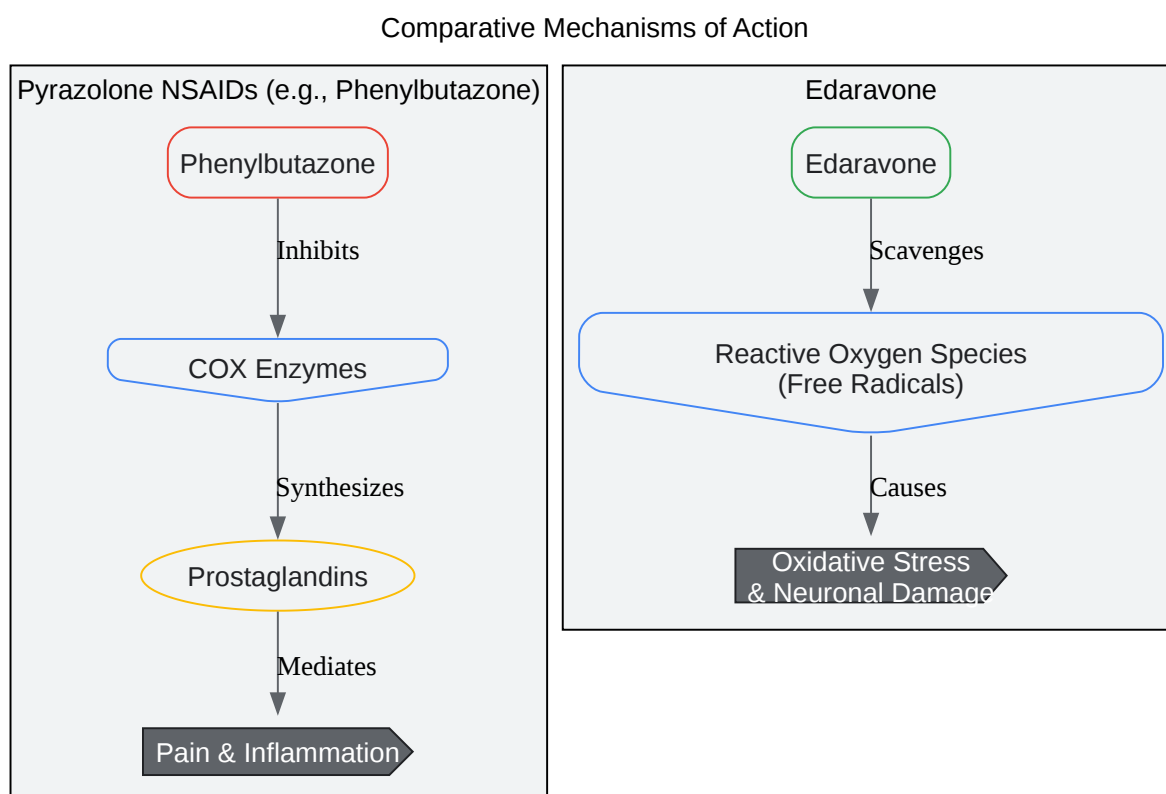 Comparative Mechanisms of Action
Pyrazolone NSAIDs (e.g., Phenylbutazone)
Phenylbutazone
Inhibits
COX Enzymes
Synthesizes
Prostaglandins
Mediates
Pain & Inflammation
Edaravone
Edaravone
Scavenges
Reactive Oxygen Species
(Free Radicals)
Causes
Oxidative Stress
& Neuronal Damage